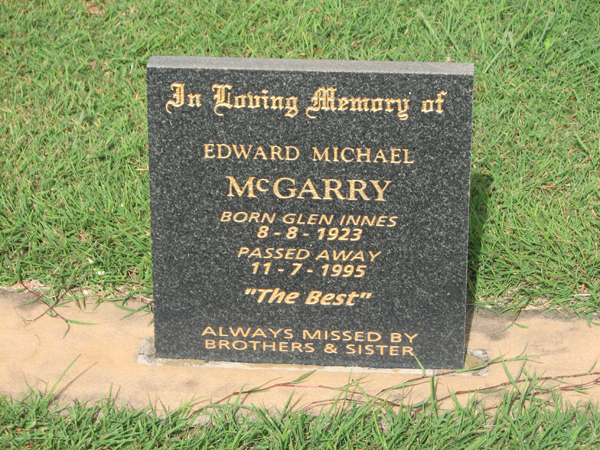 In Loving Memory of
EDWARD MICHAEL
McGARRY
BORN GLEN INNES
8 - 8 - 1923
PASSED AWAY
11 - 7 - 1995
"The Best"
ALWAYS MISSED BY
BROTHERS & SISTER